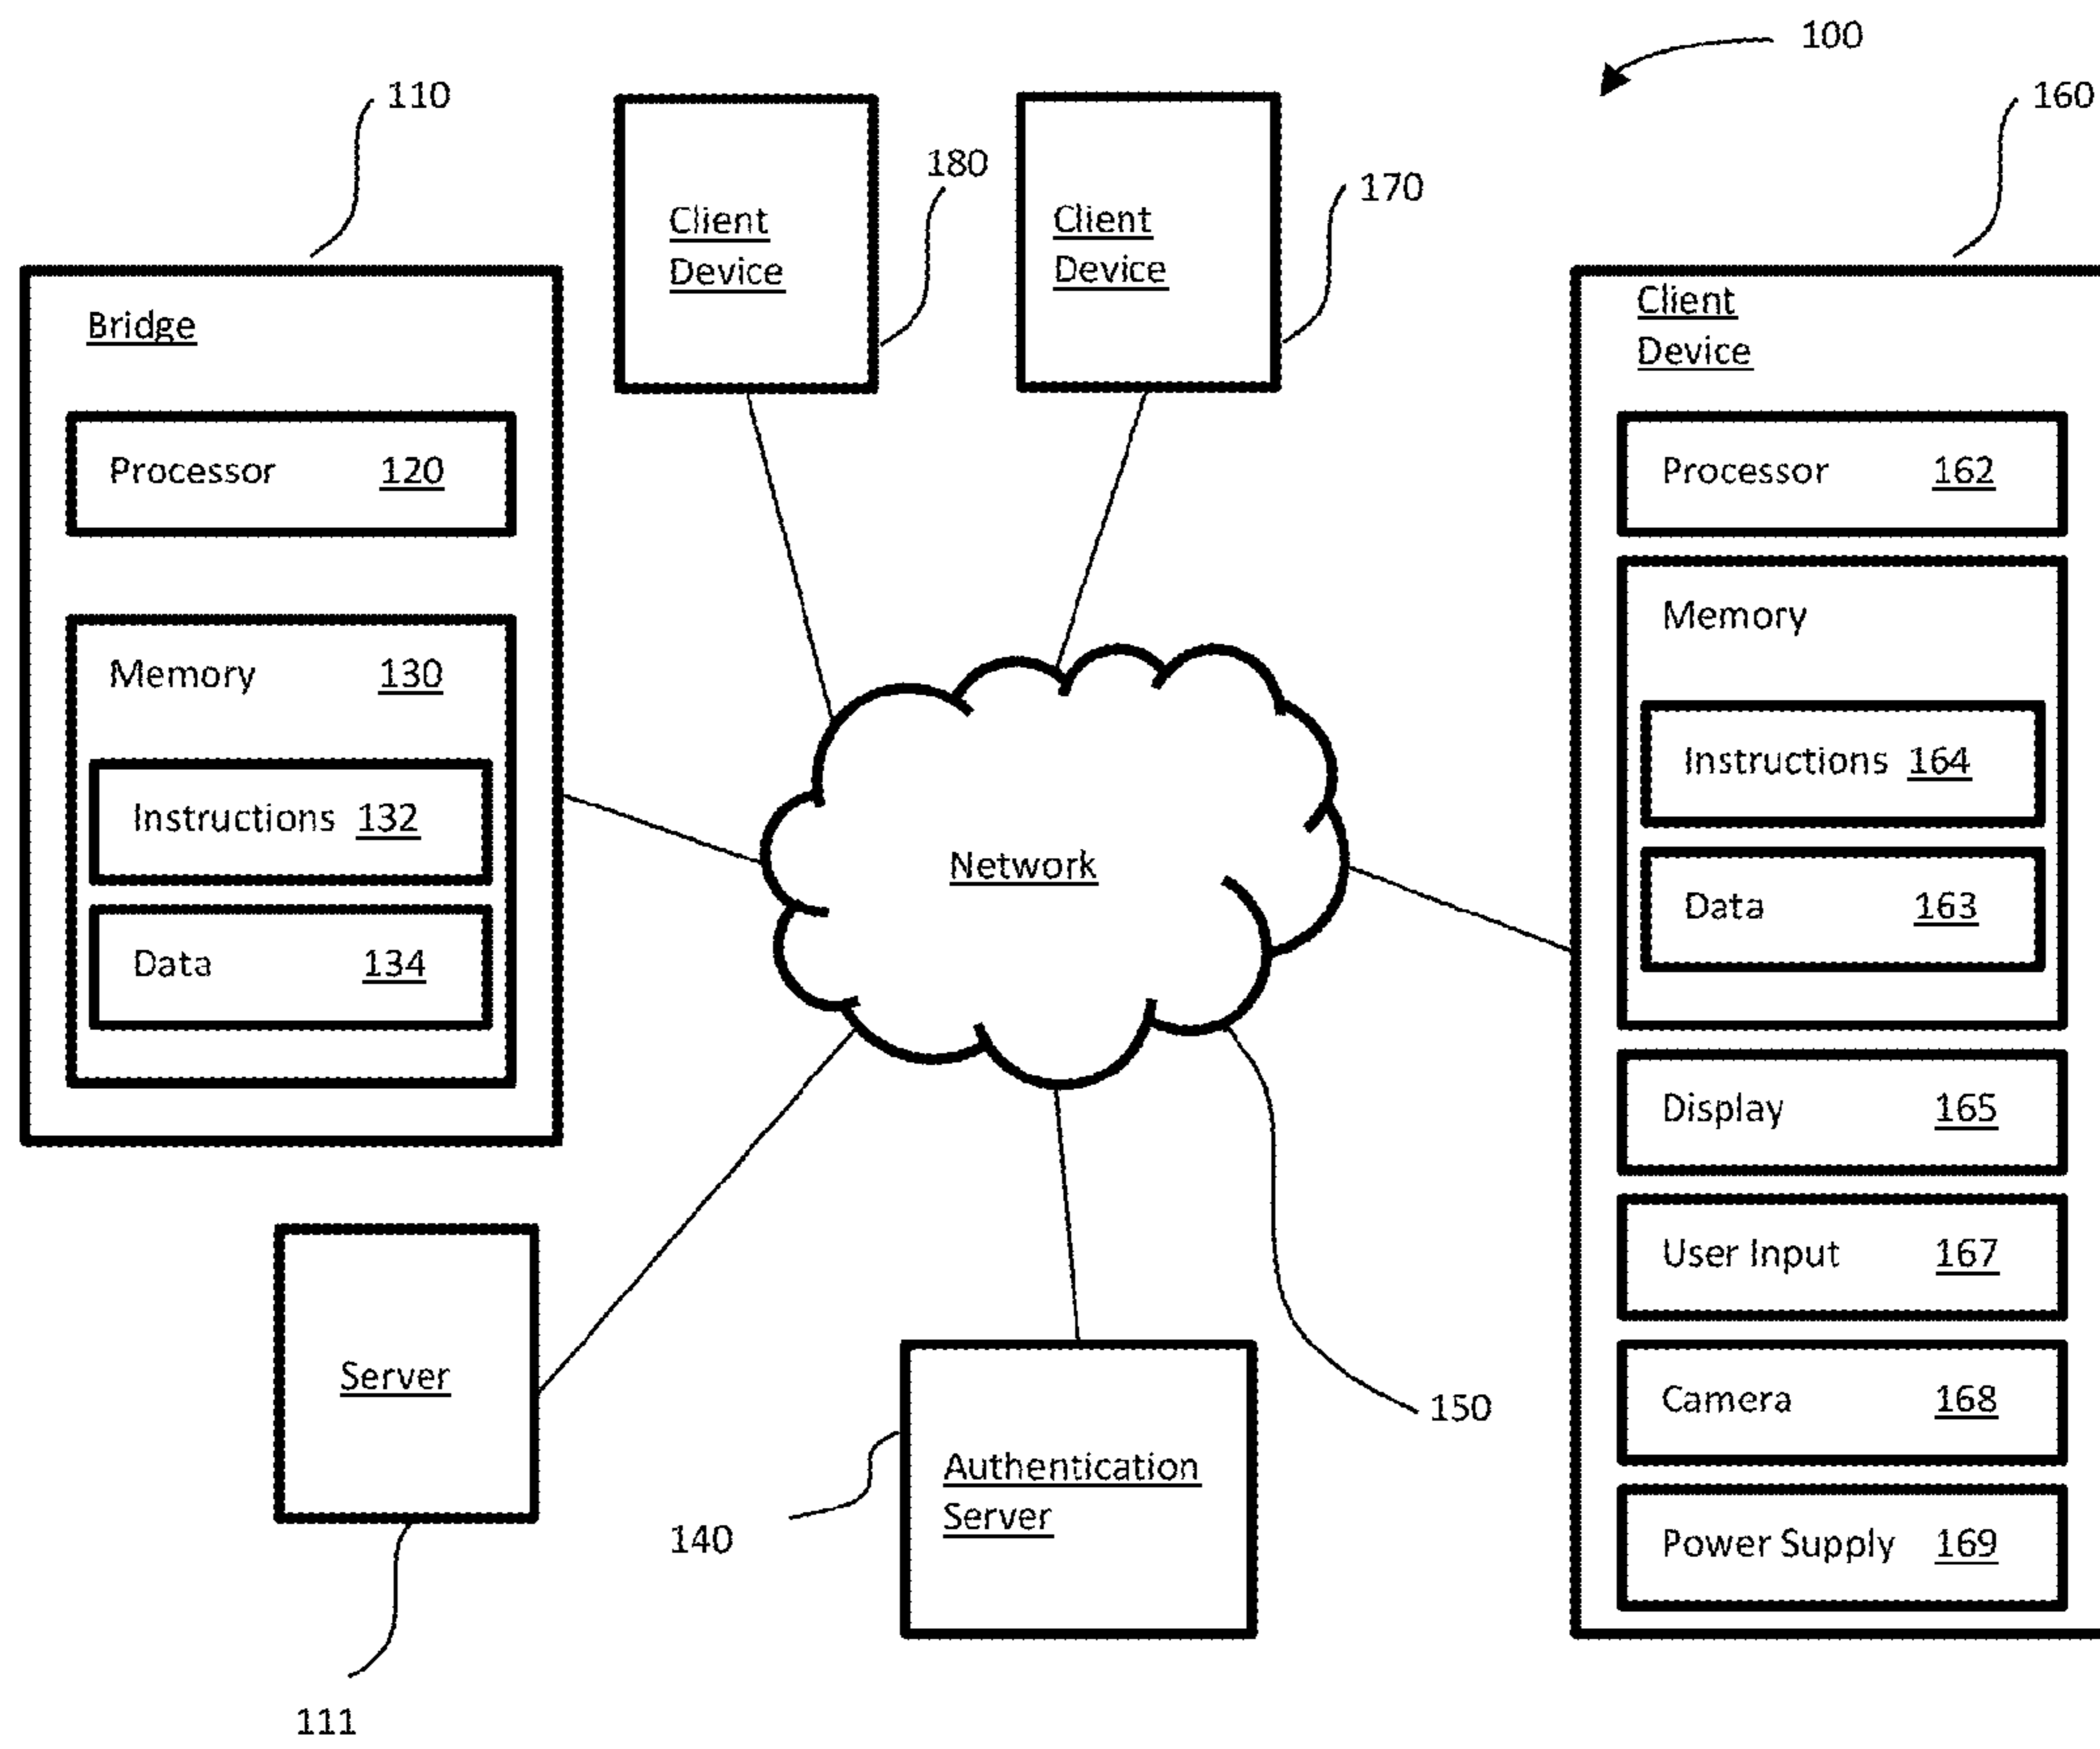 100
110
160
180
170
Client
Device
Client
Device
Bridge
Processor 120
Memory 130
Instructions 132
Data 134
Client
Device
Processor 162
Memory
Instructions 164
Data 163
Display 165
User Input 167
Camera 168
Power Supply 169
Network
Server
111
Authentication
Server
140
150